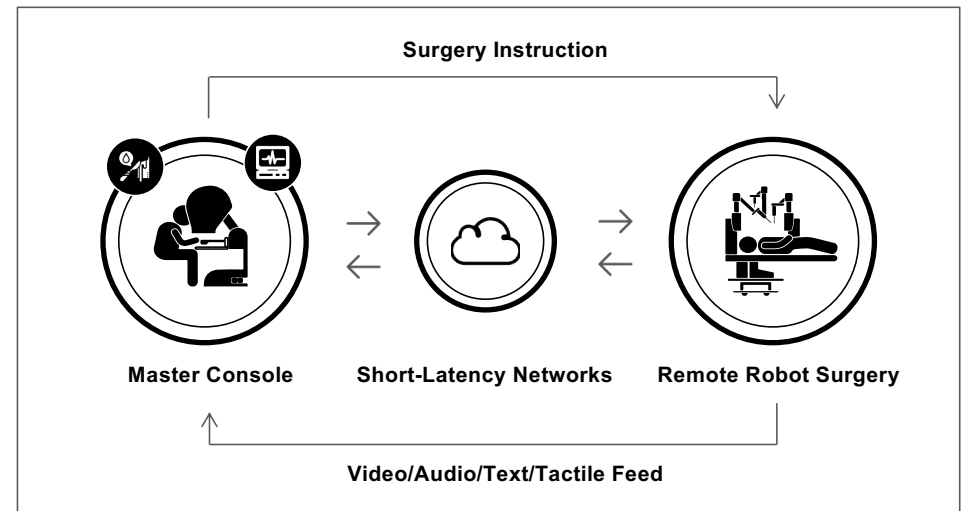 Surgery Instruction
Master Console
Short-Latency Networks
Remote Robot Surgery
Video/Audio/Text/Tactile Feed